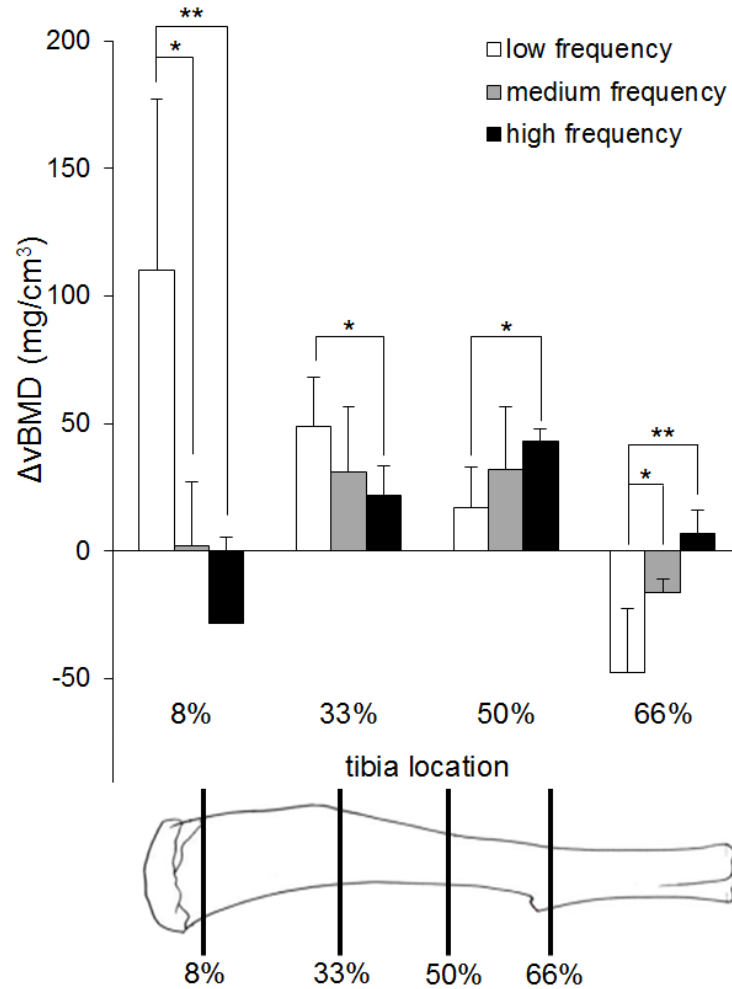 200
**
*
low frequency
medium frequency
high frequency
150
ΔvBMD (mg/cm³)
100
*
*
50
**
*
0
-50
8% 33% 50% 66%
tibia location
8% 33% 50% 66%